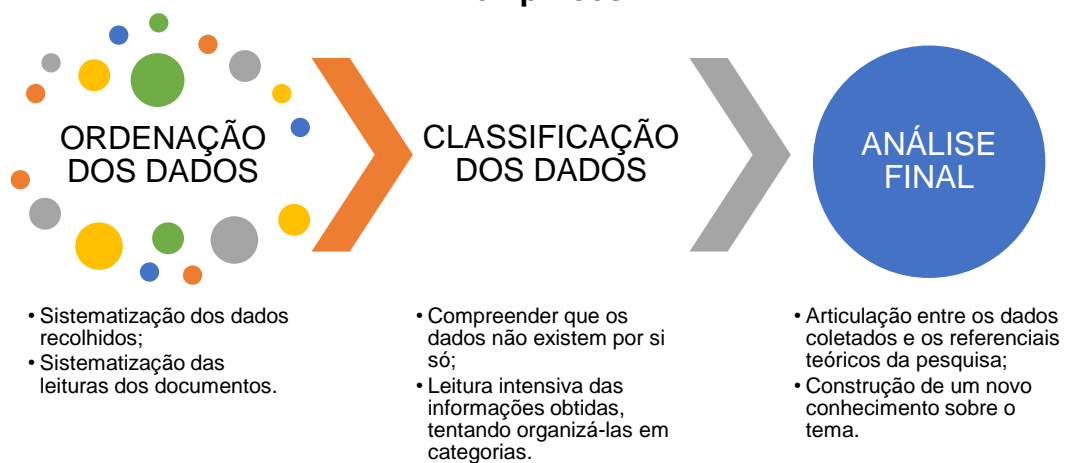 ORDENAÇÃO
DOS DADOS
CLASSIFICAÇÃO
DOS DADOS
ANÁLISE
FINAL
• Sistematização dos dados
recolhidos;
• Sistematização das
leituras dos documentos.
• Compreender que os
dados não existem por si
só;
• Leitura intensiva das
informações obtidas,
tentando organizá-las em
categorias.
• Articulação entre os dados
coletados e os referenciais
teóricos da pesquisa;
• Construção de um novo
conhecimento sobre o
tema.